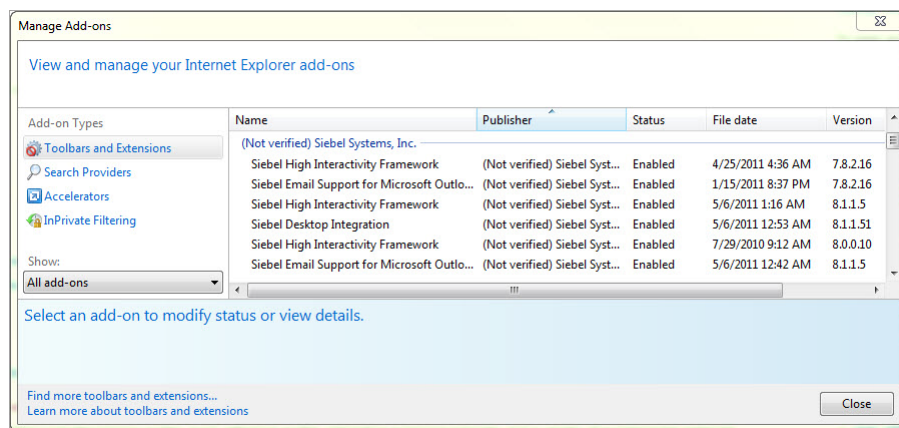 Manage Add-ons
View and manage your Internet Explorer add-ons
Add-on Types
Toolbars and Extensions
Search Providers
Accelerators
InPrivate Filtering
Show:
All add-ons
Name Publisher Status File date Version
(Not verified) Siebel Systems, Inc.
Siebel High Interactivity Framework (Not verified) Siebel Syst... Enabled 4/25/2011 4:36 AM 7.8.2.16
Siebel Email Support for Microsoft Outlo... (Not verified) Siebel Syst... Enabled 1/15/2011 8:37 PM 7.8.2.16
Siebel High Interactivity Framework (Not verified) Siebel Syst... Enabled 5/6/2011 1:16 AM 8.1.1.5
Siebel Desktop Integration (Not verified) Siebel Syst... Enabled 5/6/2011 12:53 AM 8.1.1.51
Siebel High Interactivity Framework (Not verified) Siebel Syst... Enabled 7/29/2010 9:12 AM 8.0.0.10
Siebel Email Support for Microsoft Outlo... (Not verified) Siebel Syst... Enabled 5/6/2011 12:42 AM 8.1.1.5
Select an add-on to modify status or view details.
Find more toolbars and extensions...
Learn more about toolbars and extensions
Close